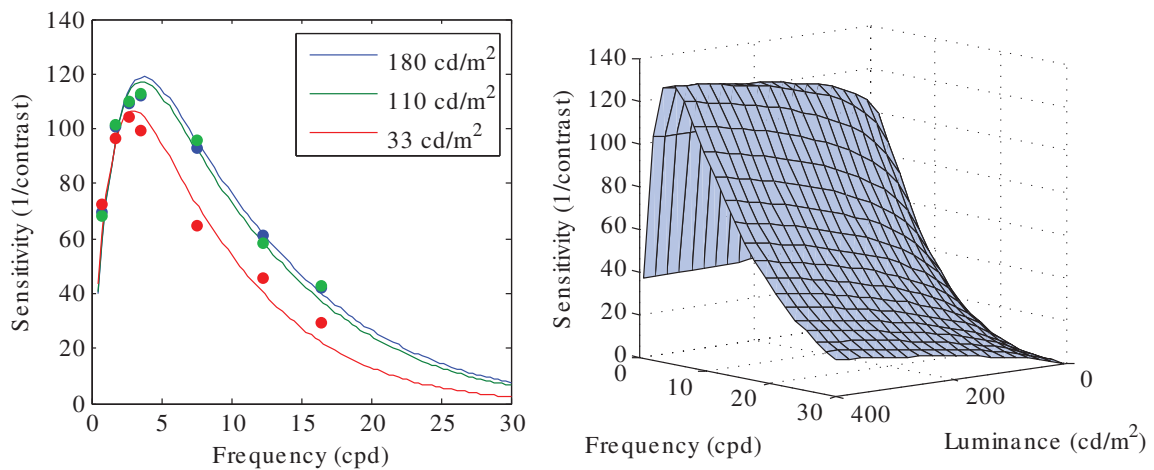 140
120
100
80
60
40
20
0
0 5 10 15 20 25 30
Sensitivity (1/contrast)
Frequency (cpd)
180 cd/m²
110 cd/m²
33 cd/m²
140
120
100
80
60
40
20
0
Sensitivity (1/contrast)
0
10
20
30
Frequency (cpd)
400
200
0
Luminance (cd/m²)